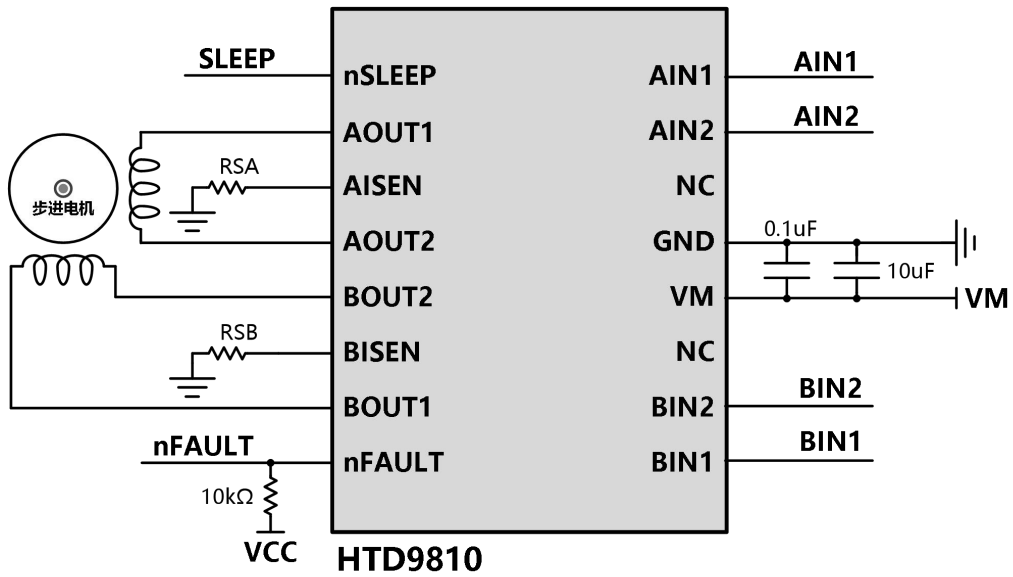 SLEEP
nSLEEP
AIN1
AIN1
AOUT1
AIN2
AIN2
RSA
AISEN
NC
步进电机
AOUT2
GND
0.1uF
10uF
BOUT2
VM
VM
RSB
BISEN
NC
BOUT1
BIN2
BIN2
nFAULT
nFAULT
BIN1
BIN1
10kΩ
VCC
HTD9810